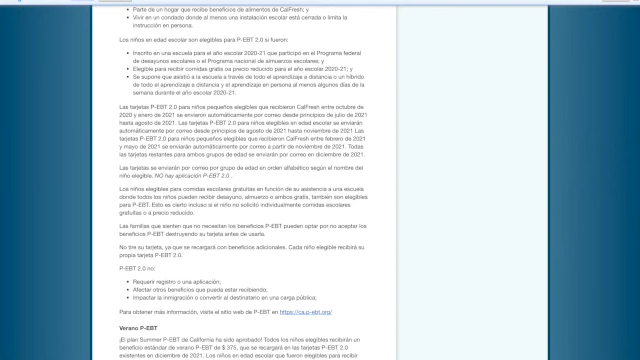 Parte de un hogar que recibe beneficios de alimentos de CalFresh; y
Vivir en un condado donde al menos una instalación escolar está cerrada o limita la
instrucción en persona.
Los niños en edad escolar son elegibles para P-EBT 2.0 si fueron:
Inscrito en una escuela para el año escolar 2020-21 que participó en el Programa federal
de desayunos escolares o el Programa nacional de almuerzos escolares; y
Elegible para recibir comidas gratis oa precio reducido para el año escolar 2020-21; y
Se supone que asistió a la escuela a través de todo el aprendizaje a distancia o un híbrido
de todo el aprendizaje a distancia y el aprendizaje en persona al menos algunos días de la
semana durante el año escolar 2020-21.
Las tarjetas P-EBT 2.0 para niños pequeños elegibles que recibieron CalFresh entre octubre
de 2020 y enero de 2021 se enviaron automáticamente por correo desde principios de julio de 2021
hasta agosto de 2021. Las tarjetas P-EBT 2.0 para niños elegibles en edad escolar se enviarán
automáticamente por correo desde principios de agosto de 2021 hasta noviembre de 2021 Las
tarjetas P-EBT 2.0 para niños pequeños elegibles que recibieron CalFresh entre febrero de 2021
y mayo de 2021 se enviarán automáticamente por correo a partir de noviembre de 2021. Todas
las tarjetas restantes para ambos grupos de edad se enviarán por correo en diciembre de 2021.
Las tarjetas se enviarán por correo por grupo de edad en orden alfabético según el nombre del
niño elegible. NO hay aplicación P-EBT 2.0 .
Los niños elegibles para comidas escolares gratuitas en función de su asistencia a una escuela
donde todos los niños pueden recibir desayuno, almuerzo o ambos gratis, también son elegibles
para P-EBT. Esto es cierto incluso si el niño no solicitó individualmente comidas escolares
gratuitas o a precio reducido.
Las familias que sienten que no necesitan los beneficios P-EBT pueden optar por no aceptar los
beneficios P-EBT destruyendo su tarjeta antes de usarla.
No tire su tarjeta, ya que se recargará con beneficios adicionales. Cada niño elegible recibirá su
propia tarjeta P-EBT 2.0.
P-EBT 2.0 no:
Requerir registro o una aplicación;
Afectar otros beneficios que pueda estar recibiendo;
Impactar la inmigración o convertir al destinatario en una carga pública;
Para obtener más información, visite el sitio web de P-EBT en https://ca.p-ebt.org/
Verano P-EBT
¡El plan Summer P-EBT de California ha sido aprobado! Todos los niños elegibles recibirán un
beneficio estándar de verano P-EBT de $ 375, que se recargará en las tarjetas P-EBT 2.0
existentes en diciembre de 2021. Los niños en edad escolar que fueron elegibles para recibir